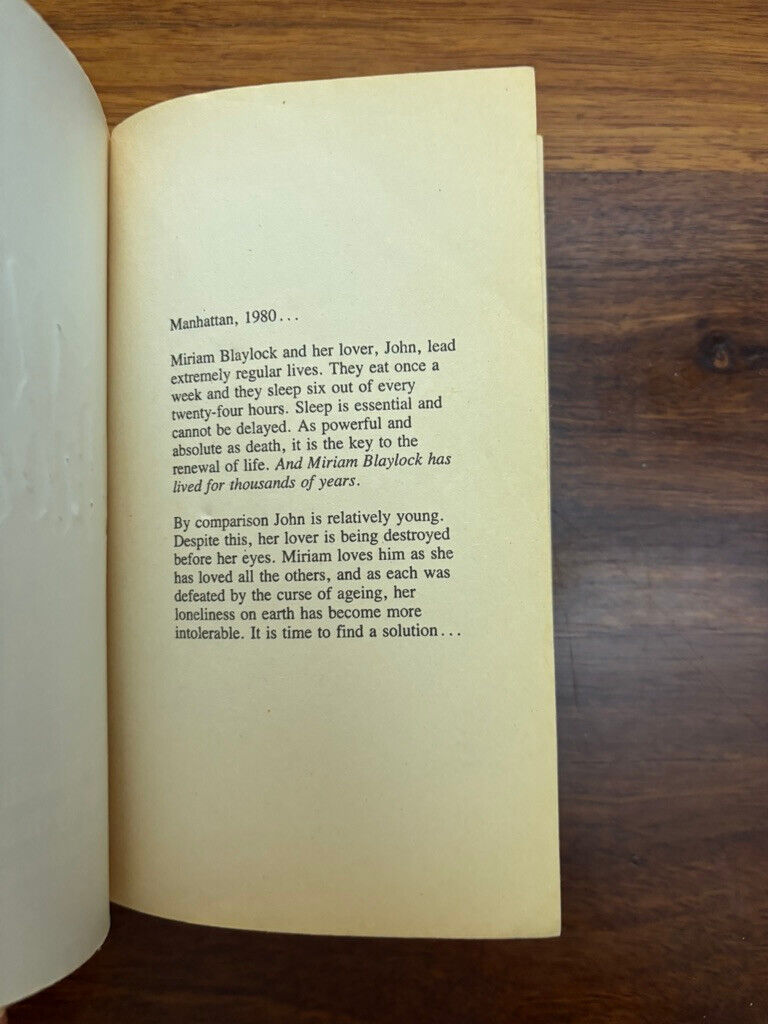 Manhattan, 1980...
Miriam Blaylock and her lover, John, lead
extremely regular lives. They eat once a
week and they sleep six out of every
twenty-four hours. Sleep is essential and
cannot be delayed. As powerful and
absolute as death, it is the key to the
renewal of life. And Miriam Blaylock has
lived for thousands of years.
By comparison John is relatively young.
Despite this, her lover is being destroyed
before her eyes. Miriam loves him as she
has loved all the others, and as each was
defeated by the curse of ageing, her
loneliness on earth has become more
intolerable. It is time to find a solution...